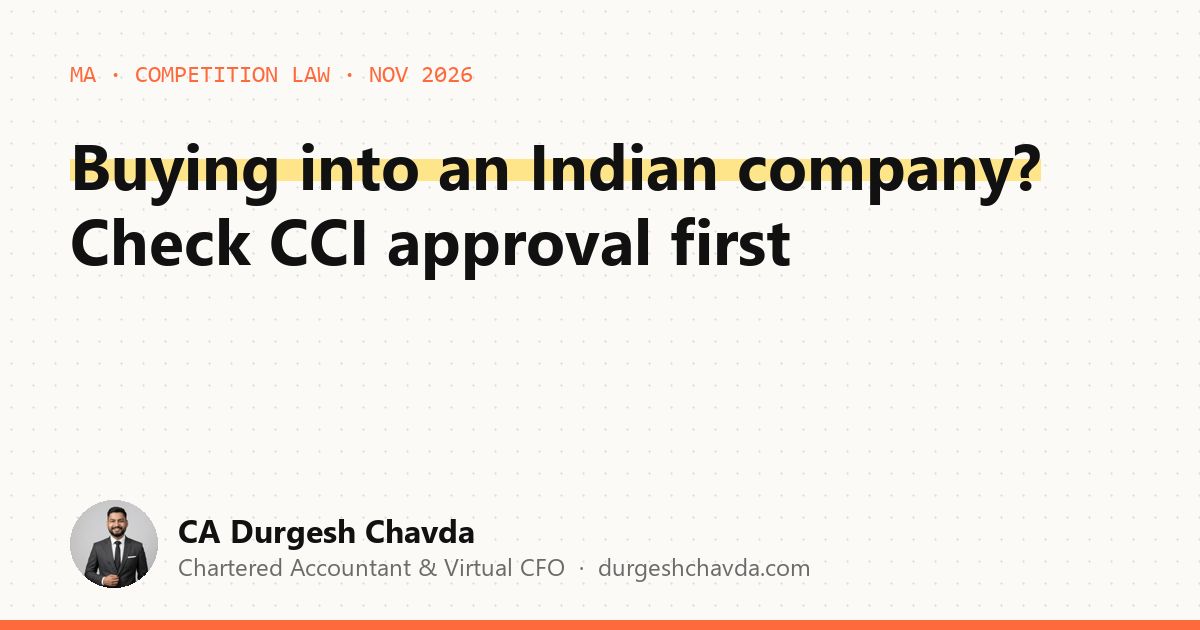 MA · COMPETITION LAW · NOV 2026
Buying into an Indian company?
Check CCI approval first
CA Durgesh Chavda
Chartered Accountant & Virtual CFO · durgeshchavda.com